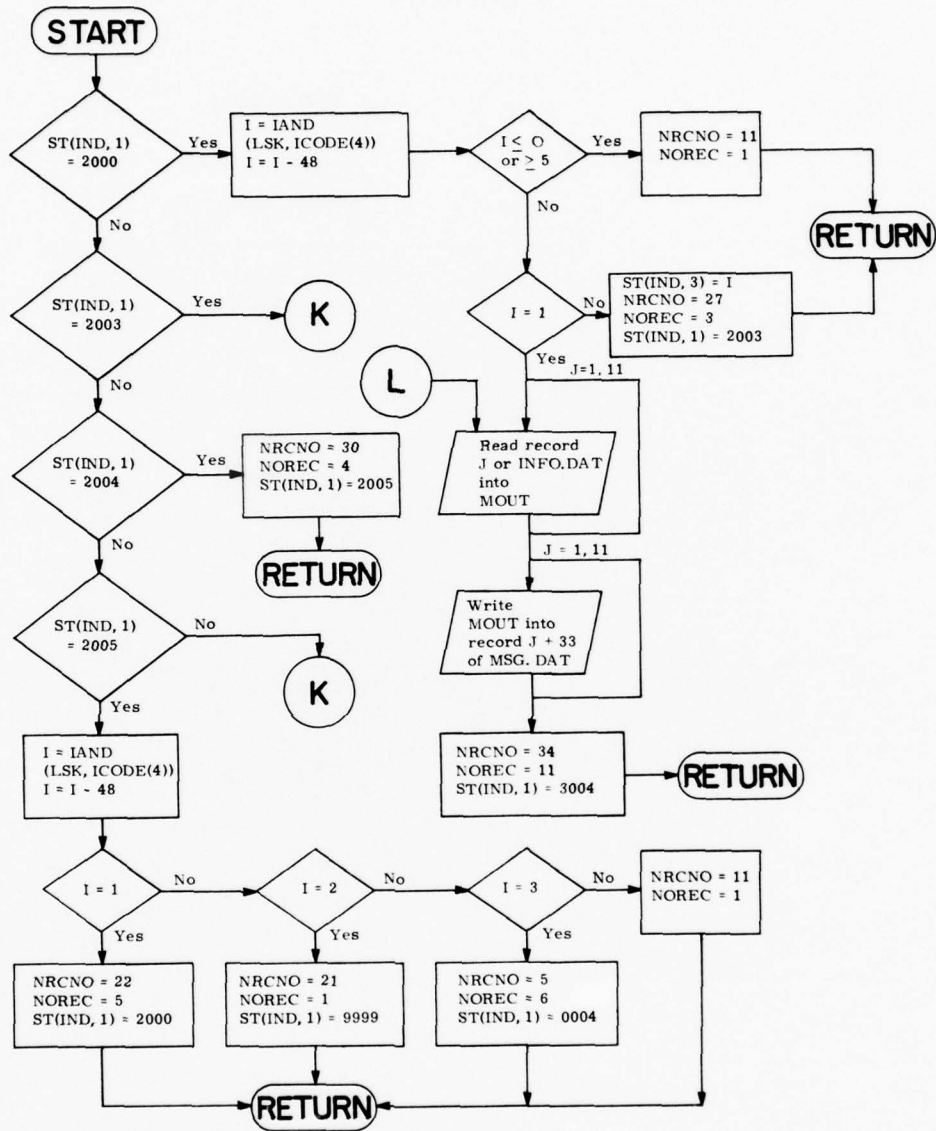 START
ST(IND, 1)
= 2000
Yes
I = IAND
(LSK, ICODE(4))
I = I - 48
I ≤ O
or ≥ 5
Yes
NRCNO = 11
NOREC = 1
No
No
RETURN
ST(IND, 1)
= 2003
Yes
K
I = 1
No
ST(IND, 3) = I
NRCNO = 27
NOREC = 3
ST(IND, 1) = 2003
Yes
J=1, 11
No
L
ST(IND, 1)
= 2004
Yes
NRCNO = 30
NOREC = 4
ST(IND, 1) = 2005
Read record
J or INFO.DAT
into
MOUT
No
RETURN
J = 1, 11
ST(IND, 1)
= 2005
No
K
Write
MOUT into
record J + 33
of MSG. DAT
Yes
I = IAND
(LSK, ICODE(4))
I = I - 48
NRCNO = 34
NOREC = 11
ST(IND, 1) = 3004
RETURN
I = 1
No
I = 2
No
I = 3
No
NRCNO = 11
NOREC = 1
Yes
Yes
Yes
NRCNO = 22
NOREC = 5
ST(IND, 1) = 2000
NRCNO = 21
NOREC = 1
ST(IND, 1) = 9999
NRCNO = 5
NOREC = 6
ST(IND, 1) = 0004
RETURN